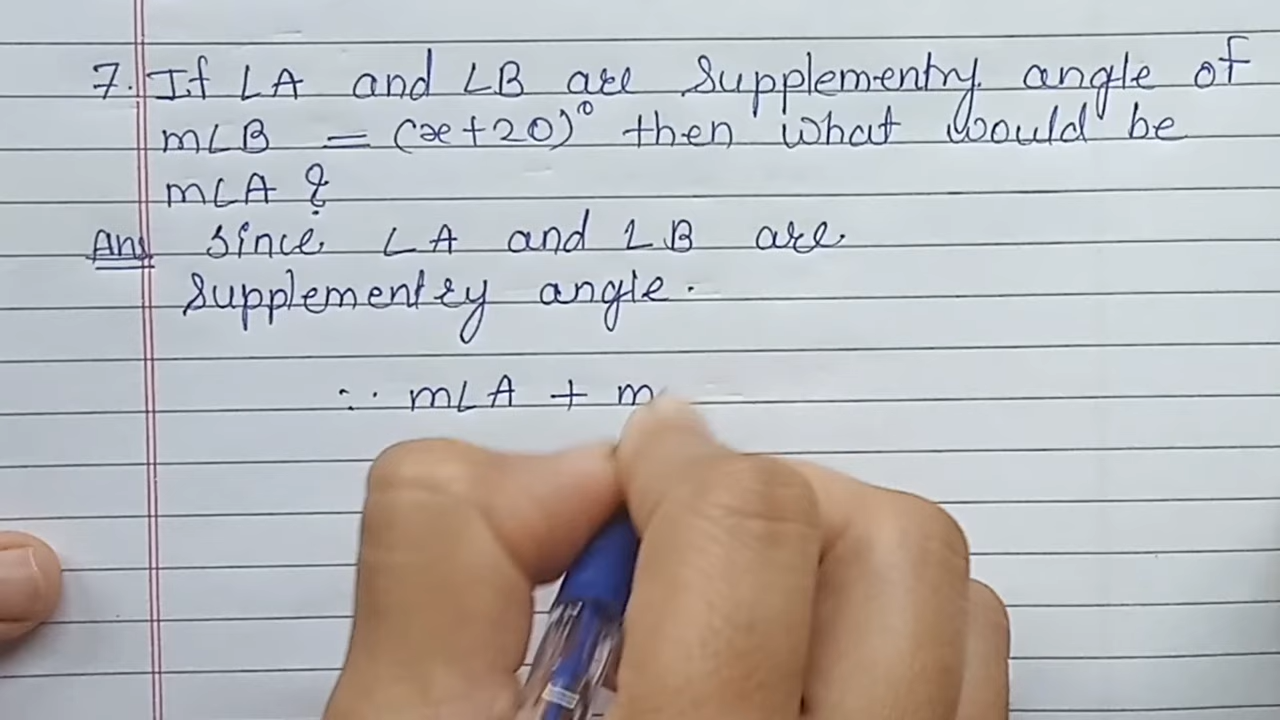 7. If ∠A and ∠B are supplementry angle of
m∠B = (x+20)° then what would be
m∠A ?
Ans since ∠A and ∠B are
supplementry angle.
∴ m∠A + m